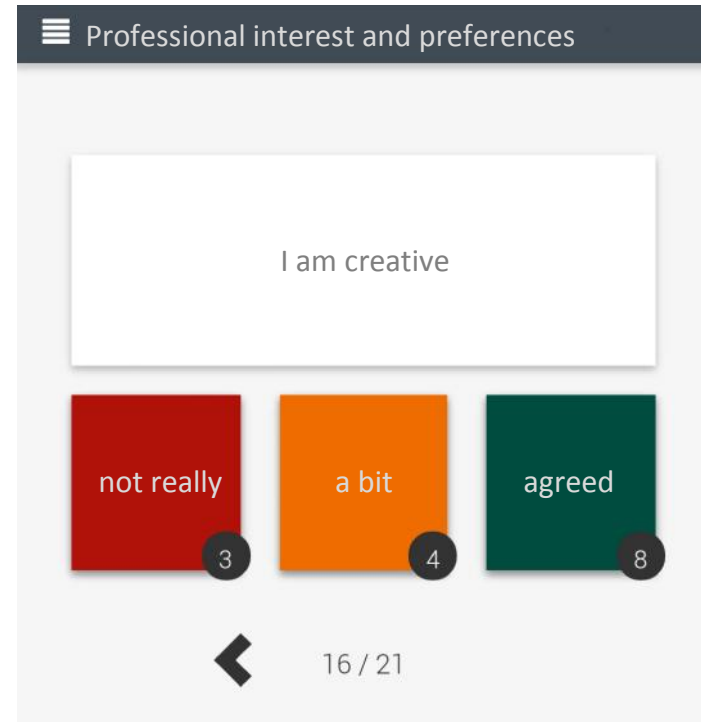 Professional interest and preferences
I am creative
not really
a bit
agreed
3
4
8
16 / 21